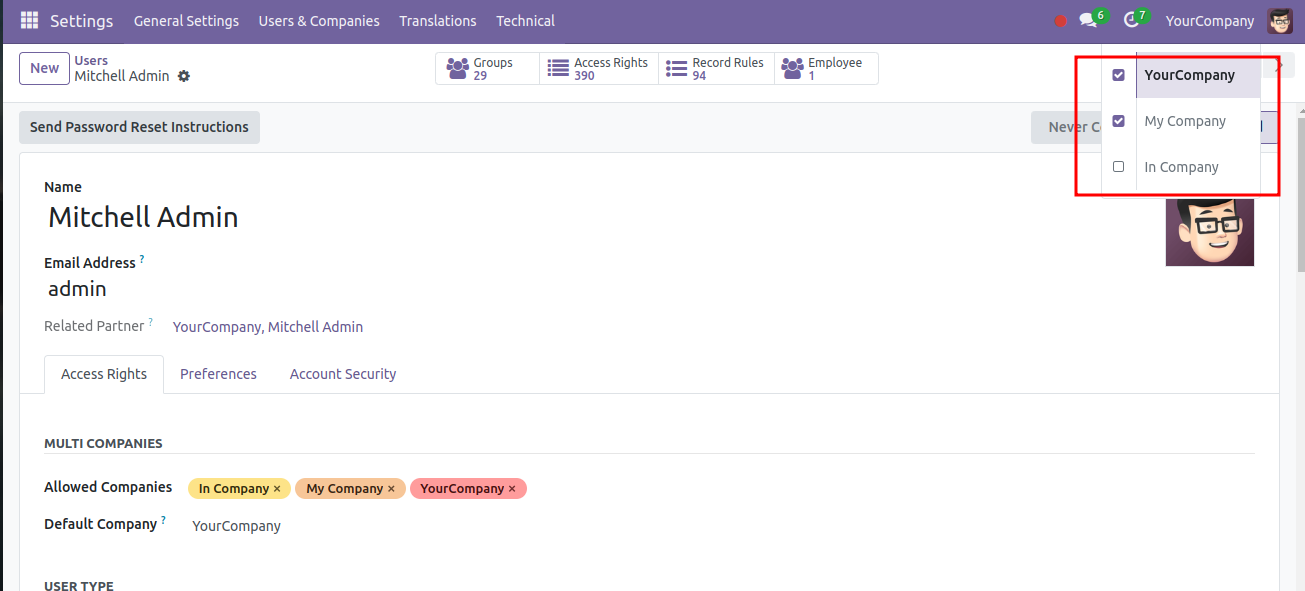 Settings General Settings Users & Companies Translations Technical 6 7 YourCompany
New Users
Mitchell Admin
Groups 29 Access Rights 390 Record Rules 94 Employee 1
YourCompany
My Company
In Company
Send Password Reset Instructions Never C
Name
Mitchell Admin
Email Address ?
admin
Related Partner ? YourCompany, Mitchell Admin
Access Rights Preferences Account Security
MULTI COMPANIES
Allowed Companies In Company × My Company × YourCompany ×
Default Company ? YourCompany
USER TYPE